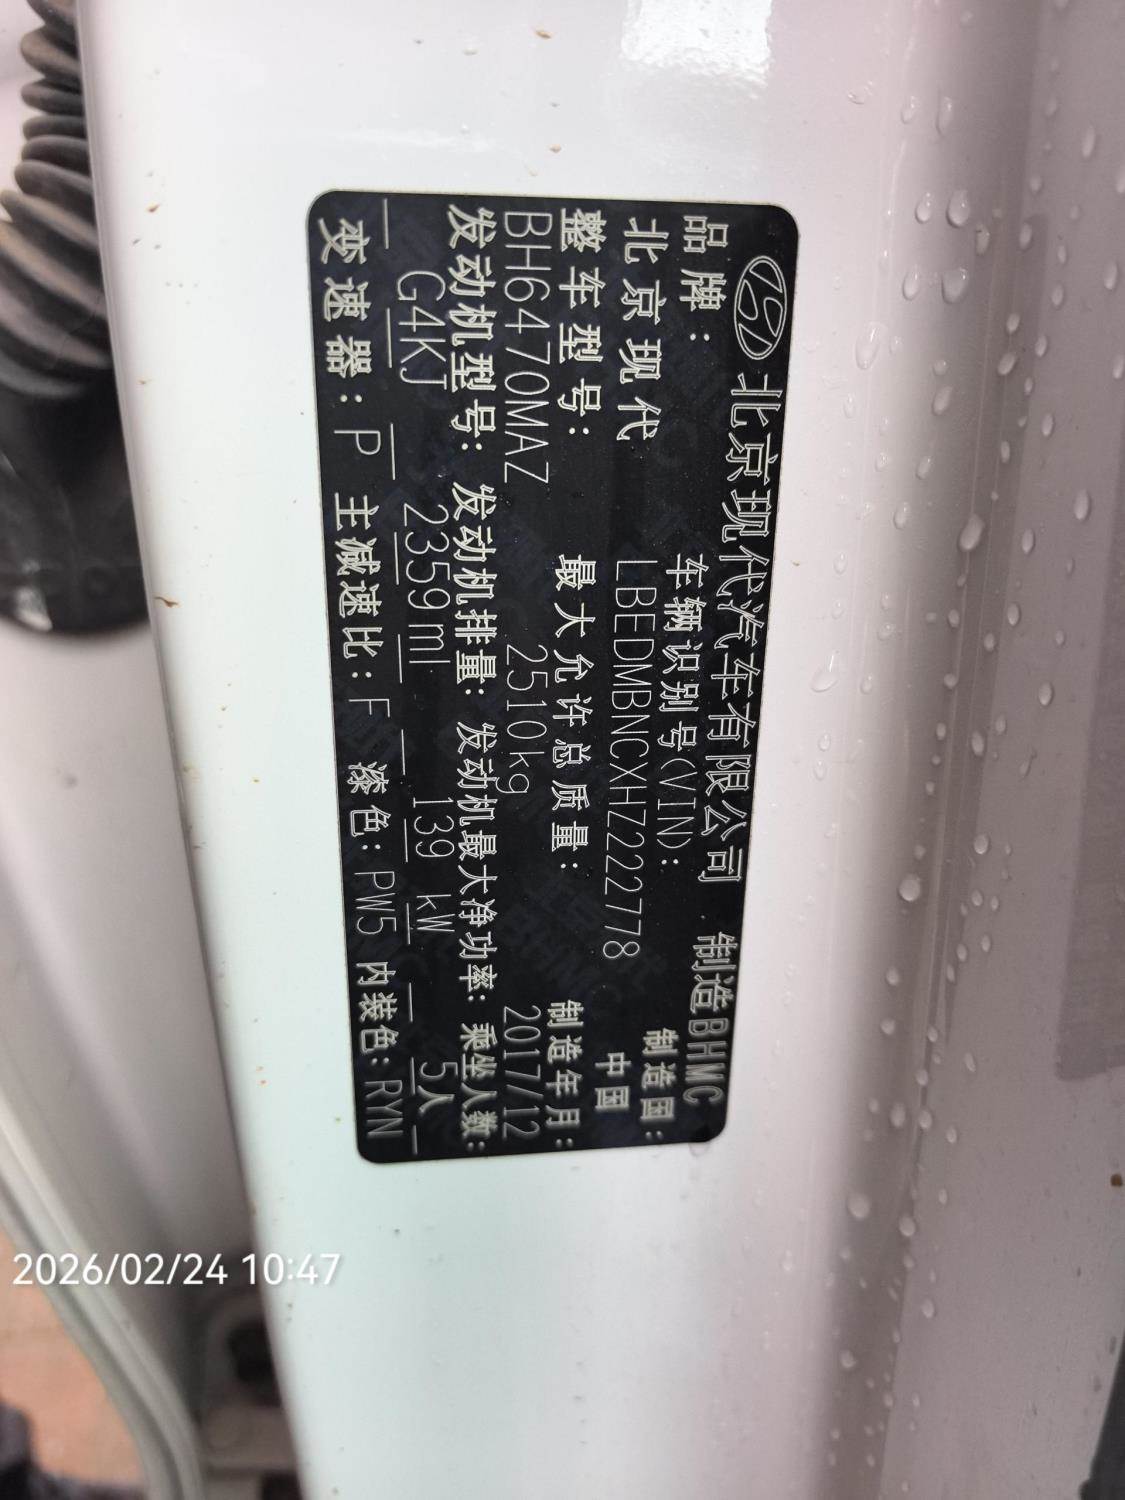 北京现代汽车有限公司 制造BHMC
品牌: 车辆识别号(VIN): 制造国:
北京现代 LBEDMBNCXHZ222778 中国
整车型号: 最大允许总质量: 制造年月:
BH6470MAZ 2510kg 2017/12
发动机型号: 发动机排量: 发动机最大净功率: 乘坐人数:
G4KJ 2359ml 139 kW 5人
变速器: P 主减速比: F 漆色: PW5 内装色: RYN
2026/02/24 10:47